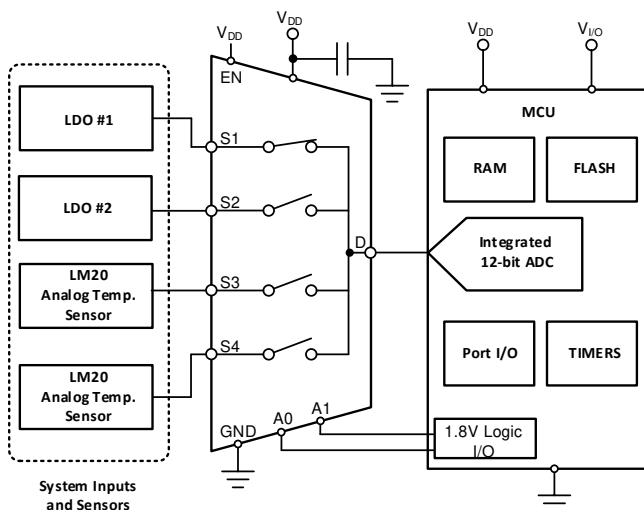 VDD
VDD
EN
VDD
VI/O
LDO #1
S1
MCU
RAM
FLASH
LDO #2
S2
D
Integrated
12-bit ADC
LM20
Analog Temp.
Sensor
S3
LM20
Analog Temp.
Sensor
S4
Port I/O
TIMERS
GND
A0
A1
1.8V Logic
I/O
System Inputs
and Sensors